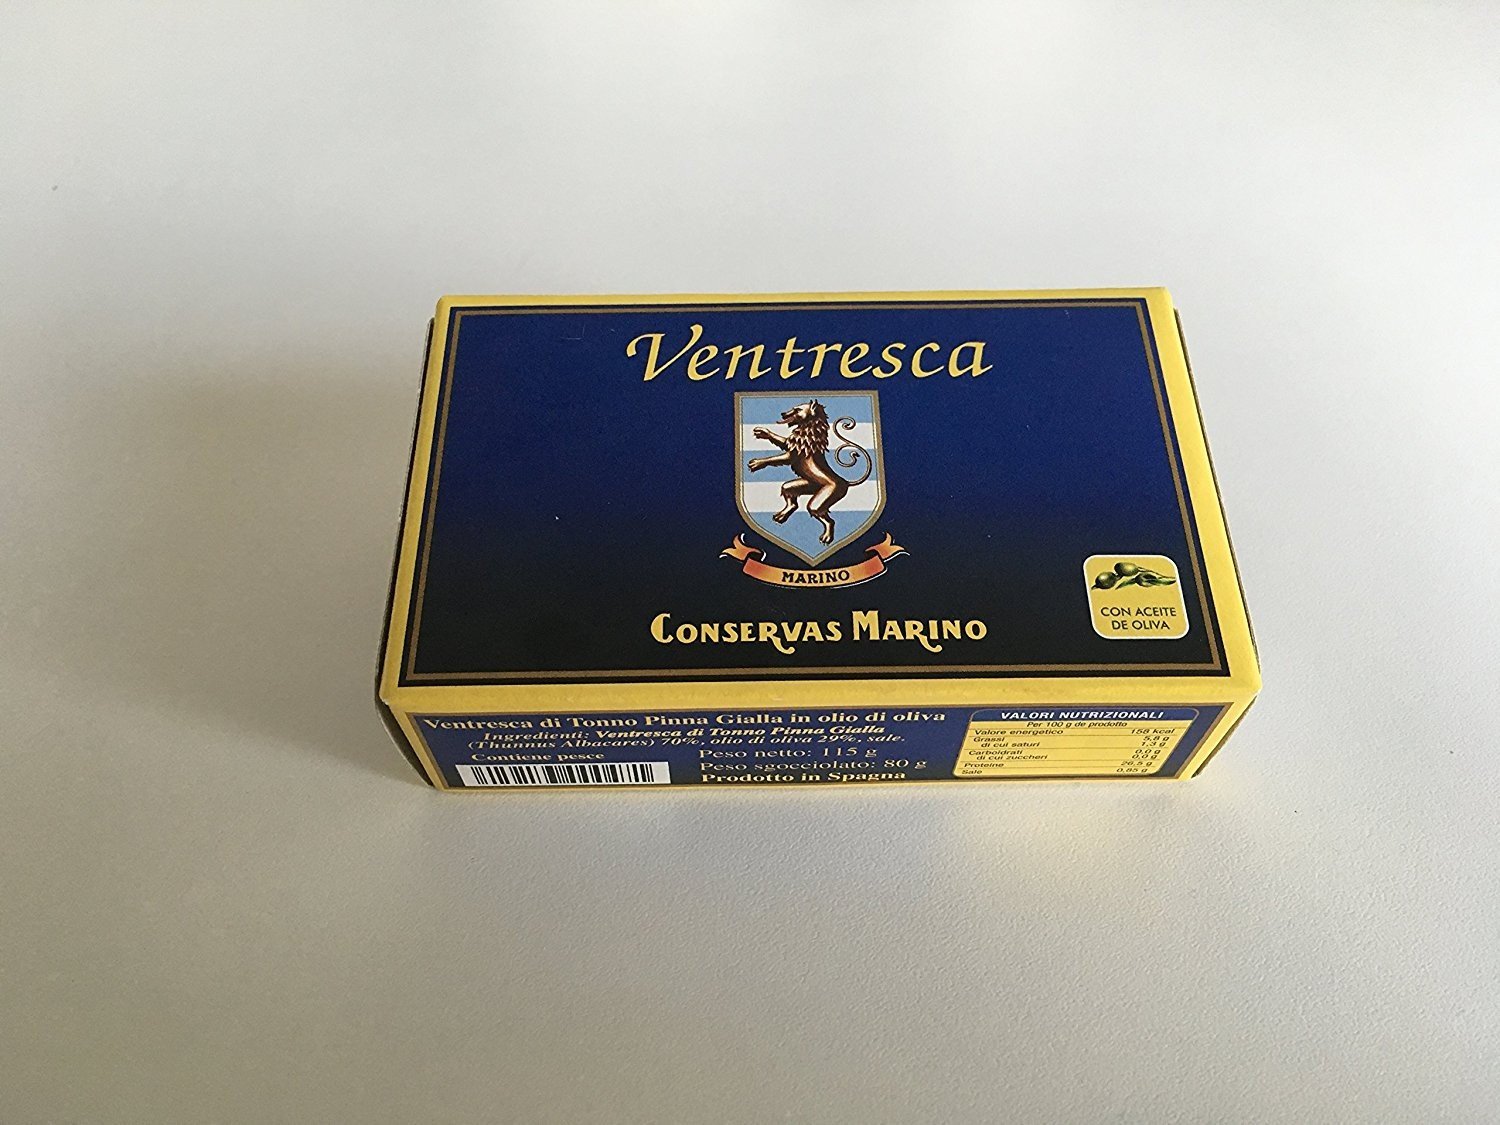 Ventresca
MARINO
CONSERVAS MARINO
CON ACEITE
DE OLIVA
Ventresca di Tonno Pinna Gialla in olio di oliva
Ingredienti: Ventresca di Tonno Pinna Gialla
(Thunnus Albacares) 70%, olio di oliva 29%, sale.
Contiene pesce
Peso netto: 115 g
Peso sgocciolato: 80 g
Prodotto in Spagna
VALORI NUTRIZIONALI
Per 100 g de prodotto
Valore energetico 158 kcal
Grassi 5,8 g
di cui saturi 1,3 g
Carboidrati 0,0 g
di cui zuccheri 0,0 g
Proteine 26,5 g
Sale 0,85 g